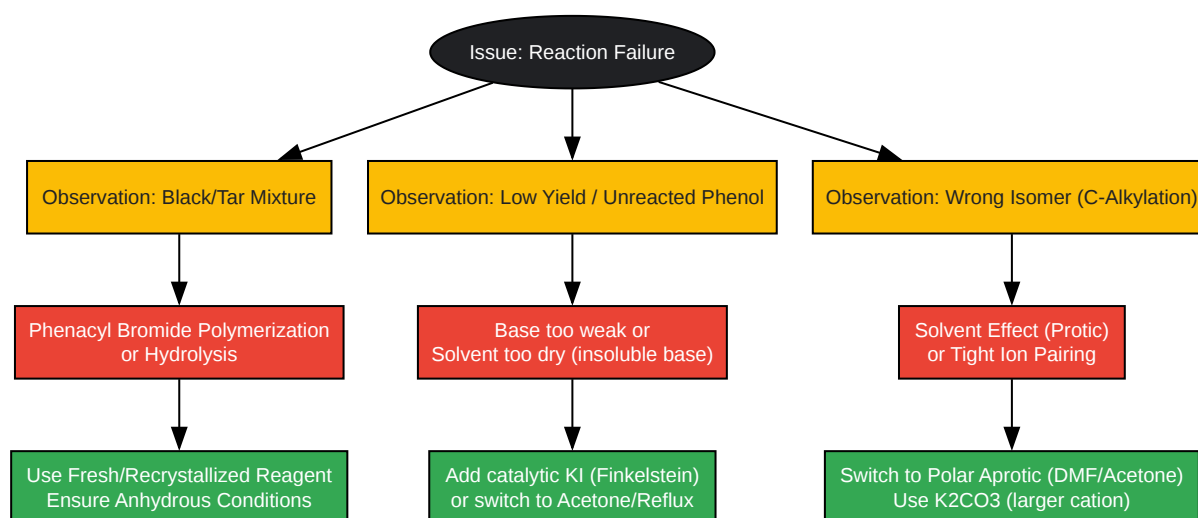 Issue: Reaction Failure
Observation: Black/Tar Mixture
Observation: Low Yield / Unreacted Phenol
Observation: Wrong Isomer (C-Alkylation)
Phenacyl Bromide Polymerization
or Hydrolysis
Base too weak or
Solvent too dry (insoluble base)
Solvent Effect (Protic)
or Tight Ion Pairing
Use Fresh/Recrystallized Reagent
Ensure Anhydrous Conditions
Add catalytic KI (Finkelstein)
or switch to Acetone/Reflux
Switch to Polar Aprotic (DMF/Acetone)
Use K2CO3 (larger cation)